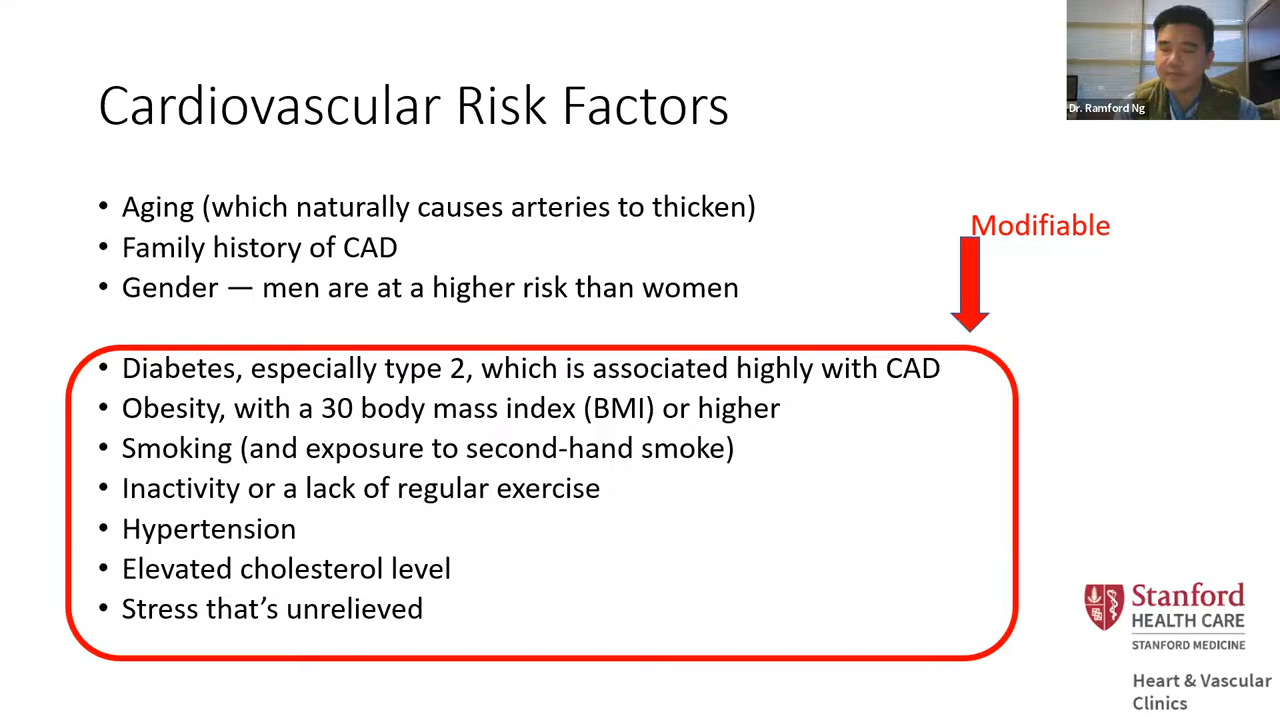 Cardiovascular Risk Factors
Dr. Ramford Ng
• Aging (which naturally causes arteries to thicken)
• Family history of CAD
• Gender — men are at a higher risk than women
Modifiable
• Diabetes, especially type 2, which is associated highly with CAD
• Obesity, with a 30 body mass index (BMI) or higher
• Smoking (and exposure to second-hand smoke)
• Inactivity or a lack of regular exercise
• Hypertension
• Elevated cholesterol level
• Stress that’s unrelieved
Stanford
HEALTH CARE
STANFORD MEDICINE
Heart & Vascular
Clinics